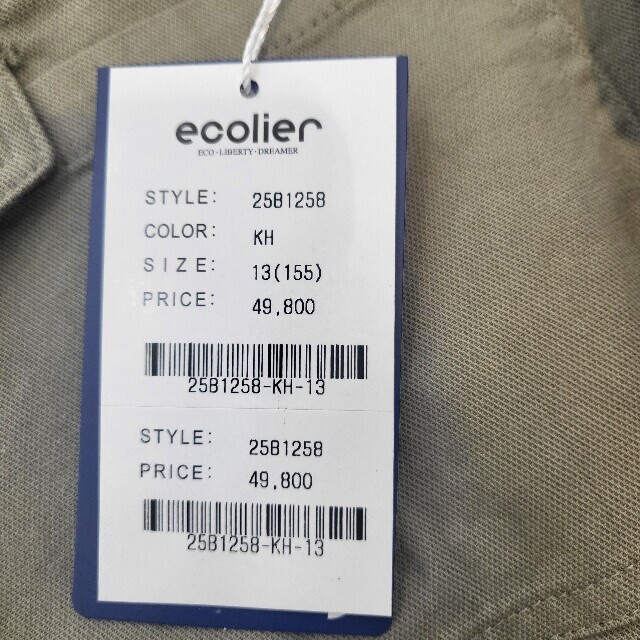 ecolier
ECO·LIBERTY·DREAMER
STYLE: 25B1258
COLOR: KH
SIZE: 13(155)
PRICE: 49,800
25B1258-KH-13
STYLE: 25B1258
PRICE: 49,800
25B1258-KH-13